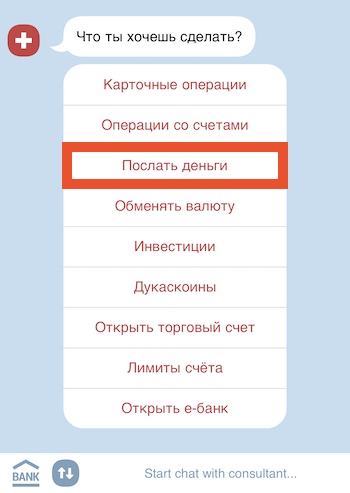 Что ты хочешь сделать?
Карточные операции
Операции со счетами
Послать деньги
Обменять валюту
Инвестиции
Дукаскоины
Открыть торговый счет
Лимиты счёта
Открыть е-банк
BANK
Start chat with consultant...